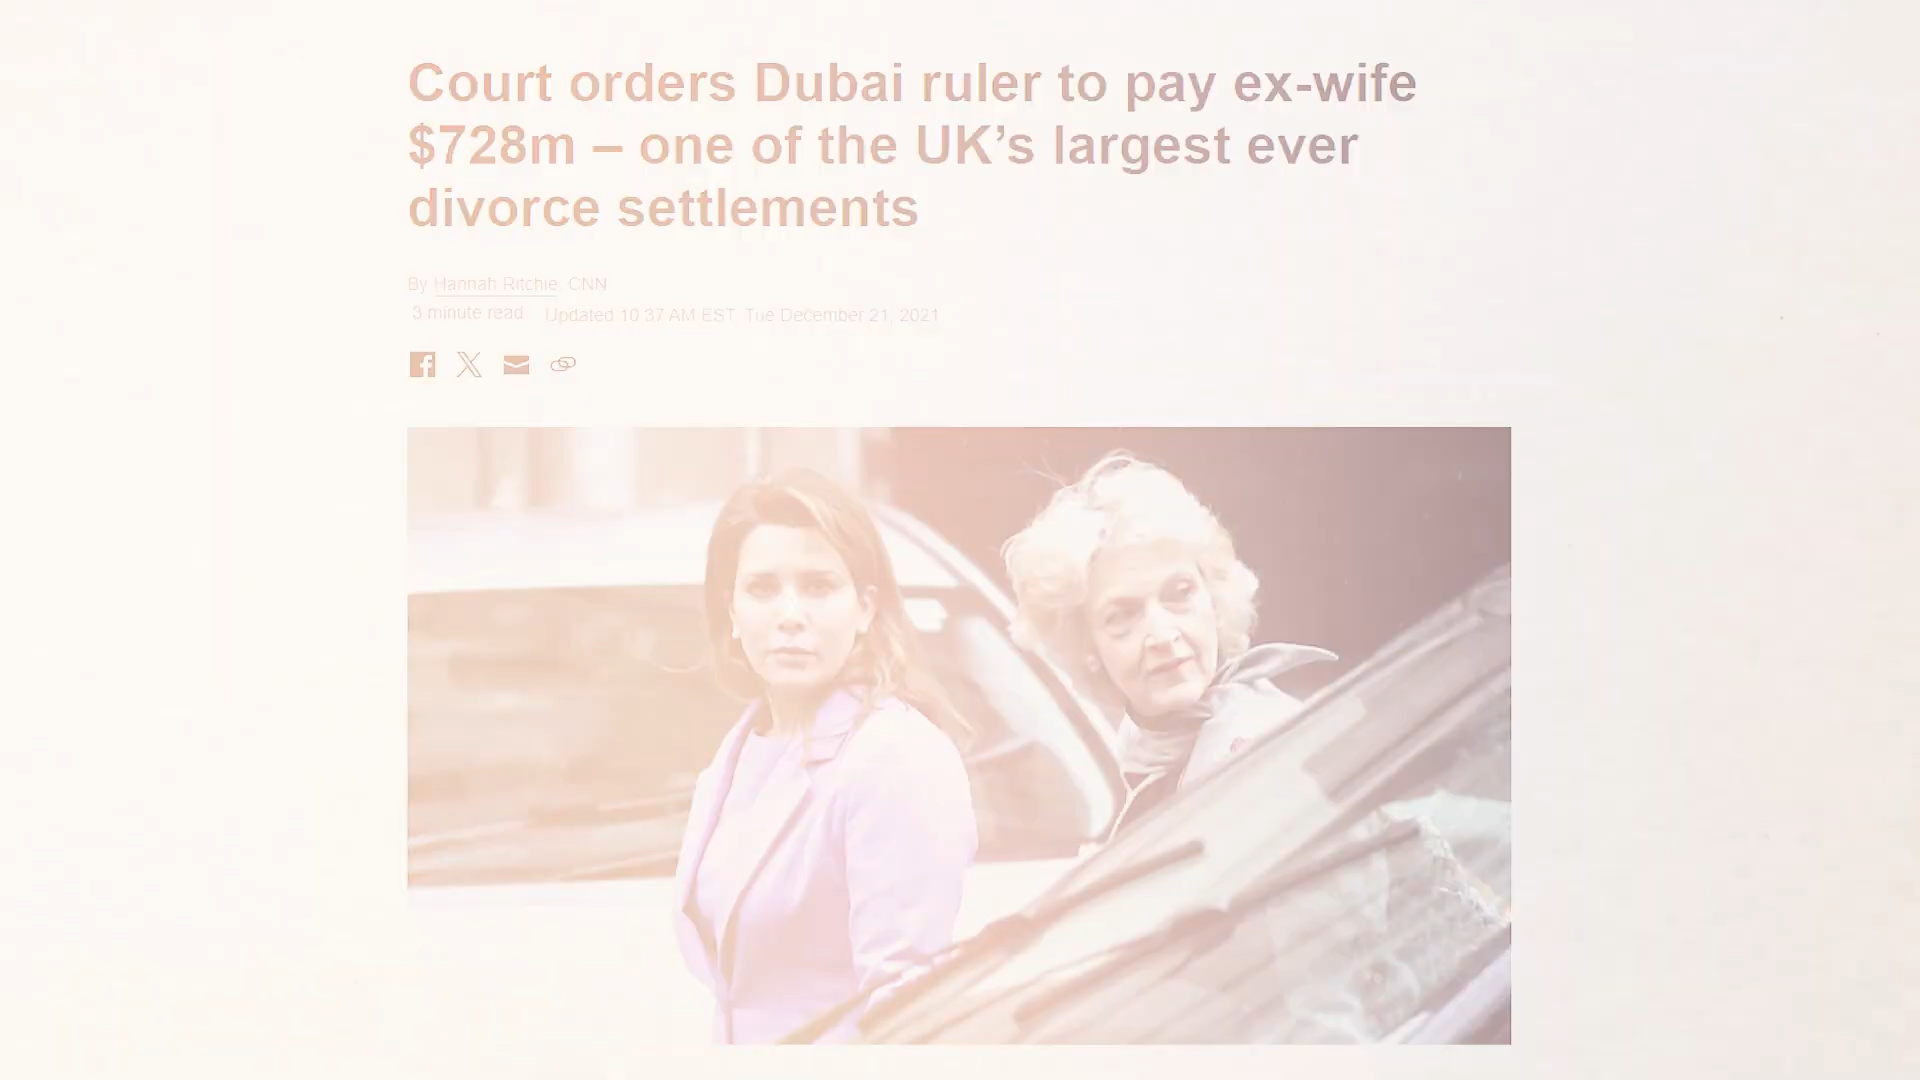 Court orders Dubai ruler to pay ex-wife
$728m – one of the UK’s largest ever
divorce settlements
By Hannah Ritchie, CNN
3 minute read Updated 10:37 AM EST, Tue December 21, 2021